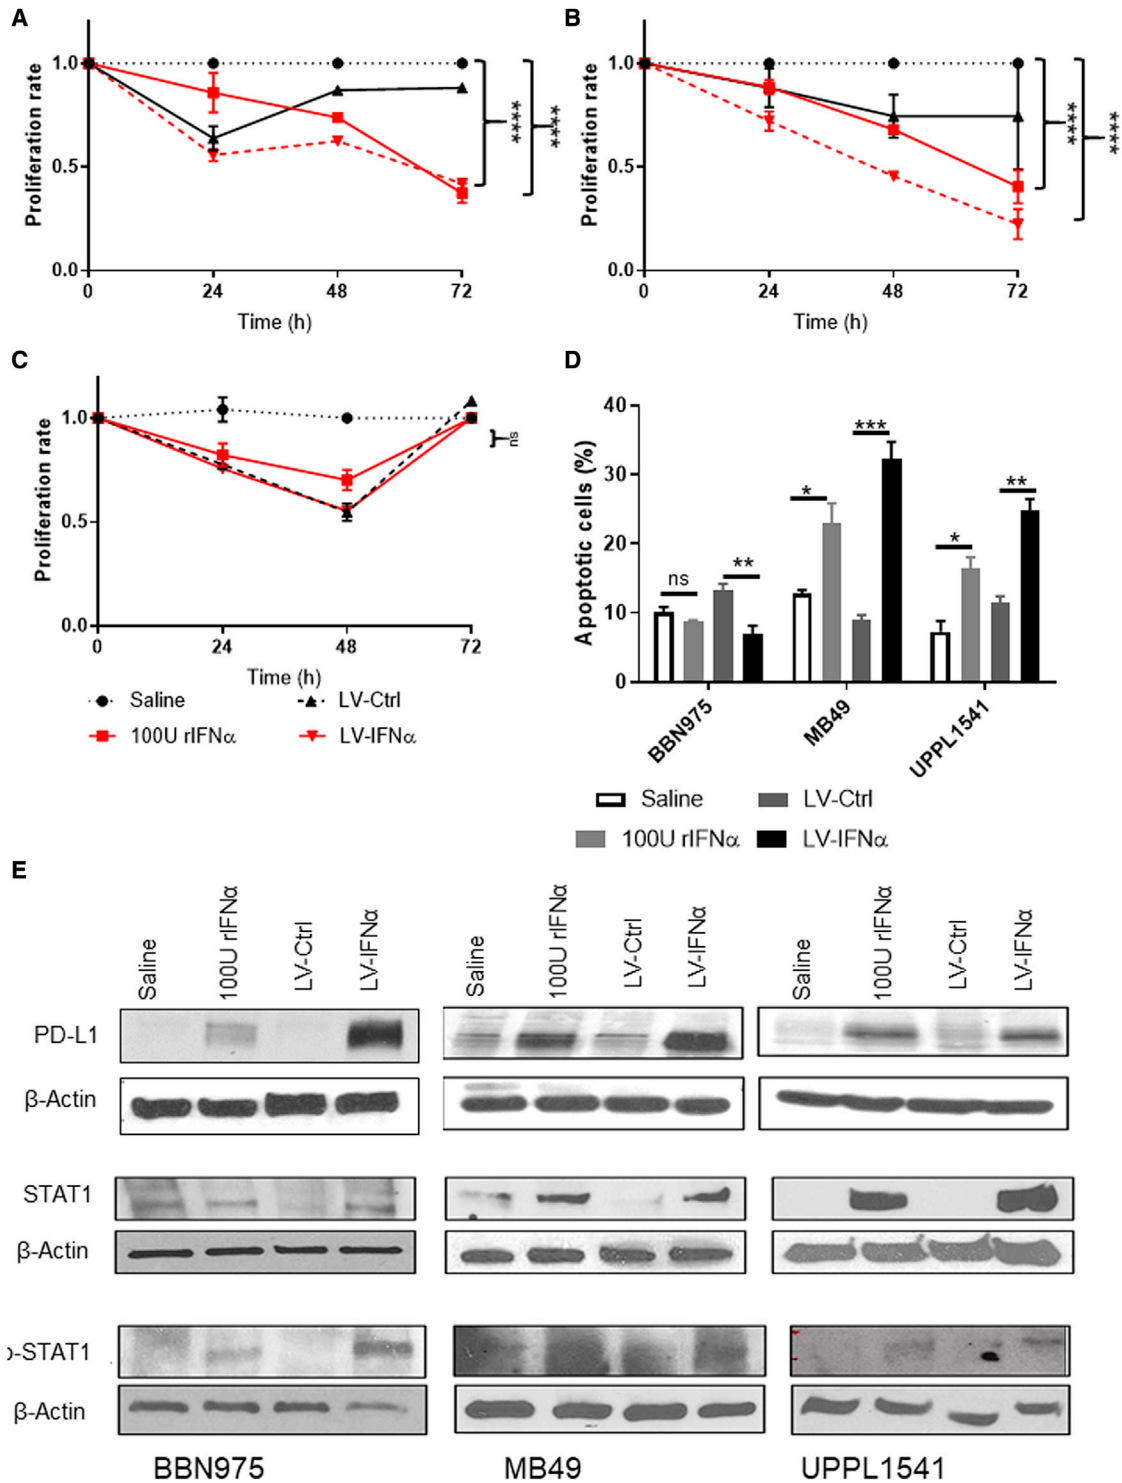 A
Proliferation rate
1.0
0.5
0.0
0 24 48 72
Time (h)
****
****
B
Proliferation rate
1.0
0.5
0.0
0 24 48 72
Time (h)
****
****
C
Proliferation rate
1.0
0.5
0.0
0 24 48 72
Time (h)
ns
Saline
LV-Ctrl
100U rIFNα
LV-IFNα
D
Apoptotic cells (%)
40
30
20
10
0
ns
**
*
***
*
**
BBN975
MB49
UPPL1541
Saline
LV-Ctrl
100U rIFNα
LV-IFNα
E
Saline 100U rIFNα LV-Ctrl LV-IFNα
Saline 100U rIFNα LV-Ctrl LV-IFNα
Saline 100U rIFNα LV-Ctrl LV-IFNα
PD-L1
β-Actin
STAT1
β-Actin
-STAT1
β-Actin
BBN975 MB49 UPPL1541